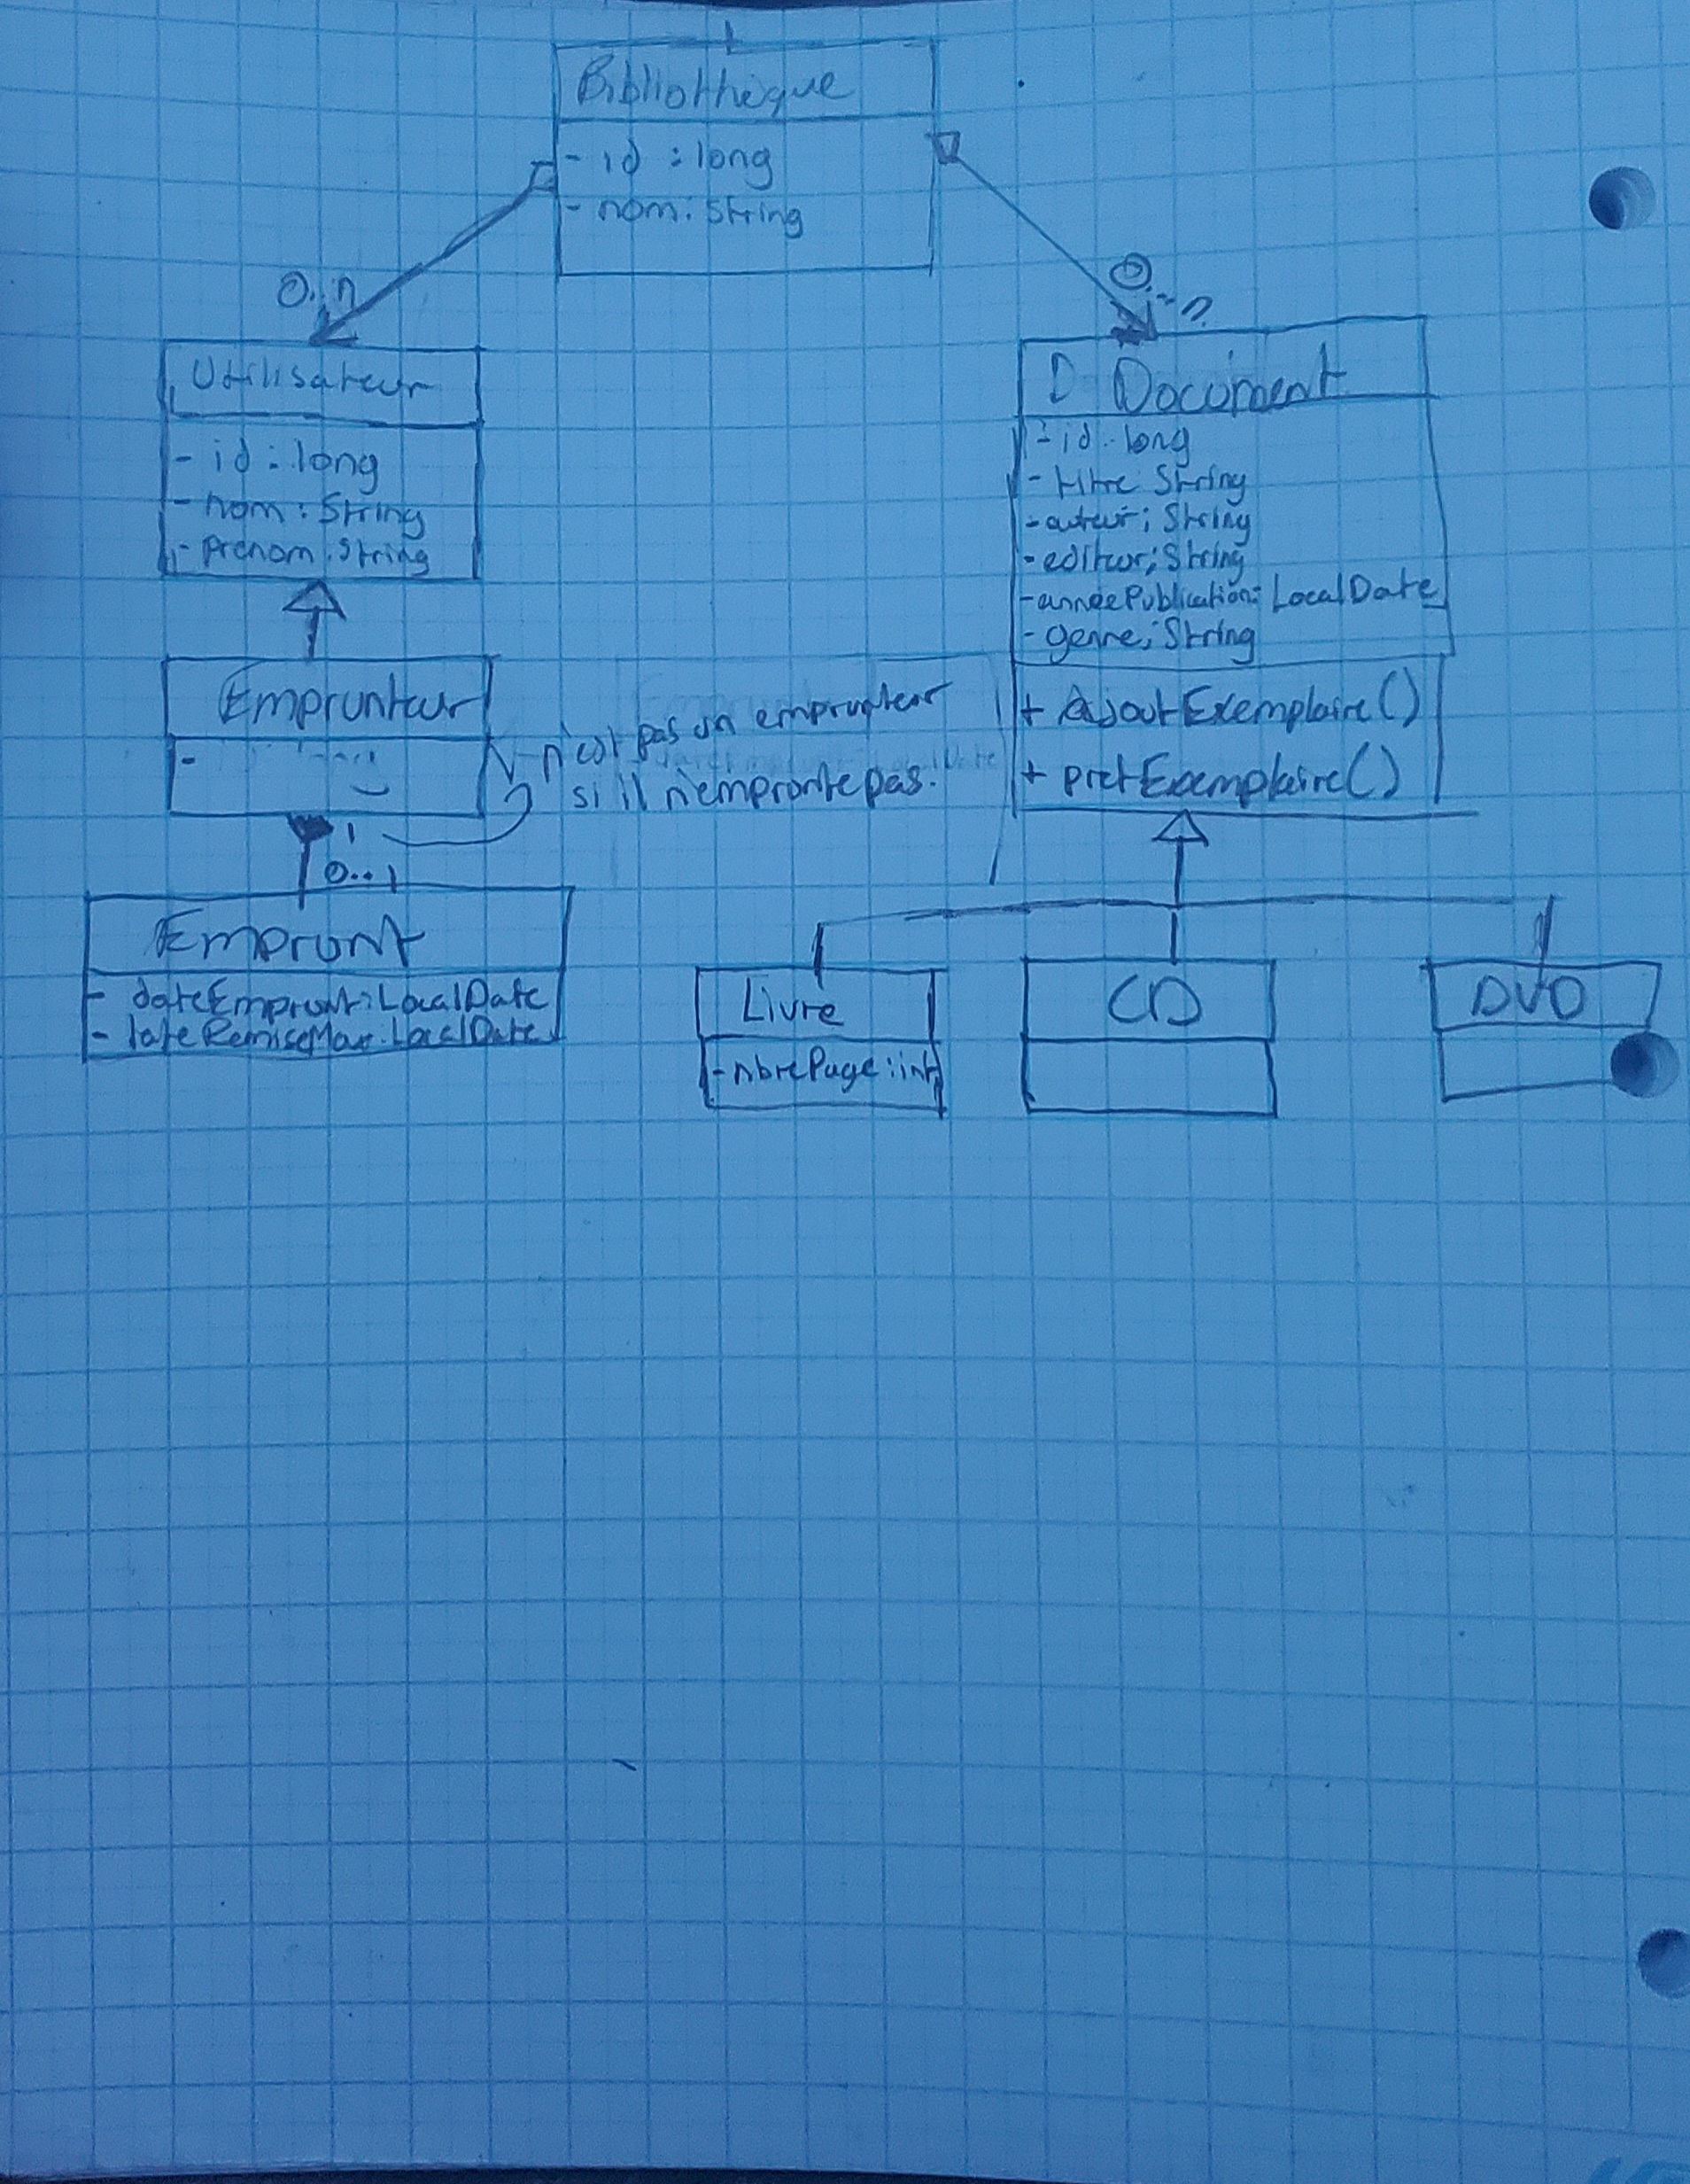 Bibliothèque
- id : long
- nom : String
0..n
0..n
Utilisateur
- id : long
- nom : String
- prenom : String
D Document
- id : long
- titre String
- auteur ; String
- editeur ; String
- annéePublication : LocalDate
- genre ; String
+ AjoutExemplaire()
+ pretExemplaire()
Emprunteur
-
n'est pas un emprunteur
si il n'emprunte pas.
1
0..1
Emprunt
- dateEmprunt : LocalDate
- dateRemiseMax : LocalDate
Livre
- nbrePage : int
CD
DVD